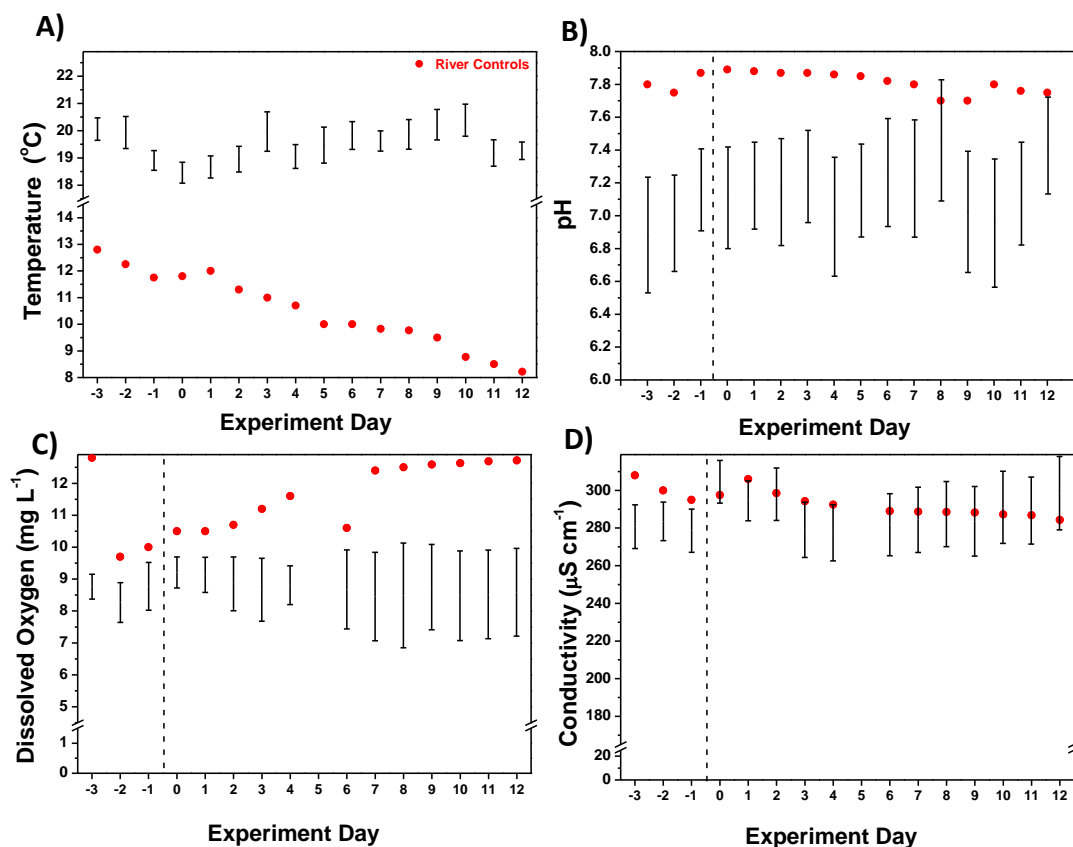 A)
River Controls
22
21
20
19
18
13
12
11
10
9
8
Temperature (°C)
-3 -2 -1 0 1 2 3 4 5 6 7 8 9 10 11 12
Experiment Day
B)
8.0
7.8
7.6
7.4
7.2
7.0
6.8
6.6
6.4
6.2
6.0
pH
-3 -2 -1 0 1 2 3 4 5 6 7 8 9 10 11 12
Experiment Day
C)
12
11
10
9
8
7
6
5
1
0
Dissolved Oxygen (mg L-1)
-3 -2 -1 0 1 2 3 4 5 6 7 8 9 10 11 12
Experiment Day
D)
300
280
260
240
220
200
180
160
20
0
Conductivity (µS cm-1)
-3 -2 -1 0 1 2 3 4 5 6 7 8 9 10 11 12
Experiment Day